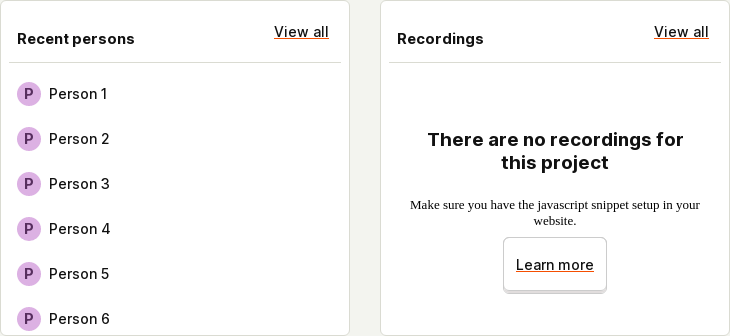 Recent persons
View all
P Person 1
P Person 2
P Person 3
P Person 4
P Person 5
P Person 6
Recordings
View all
There are no recordings for
this project
Make sure you have the javascript snippet setup in your
website.
Learn more